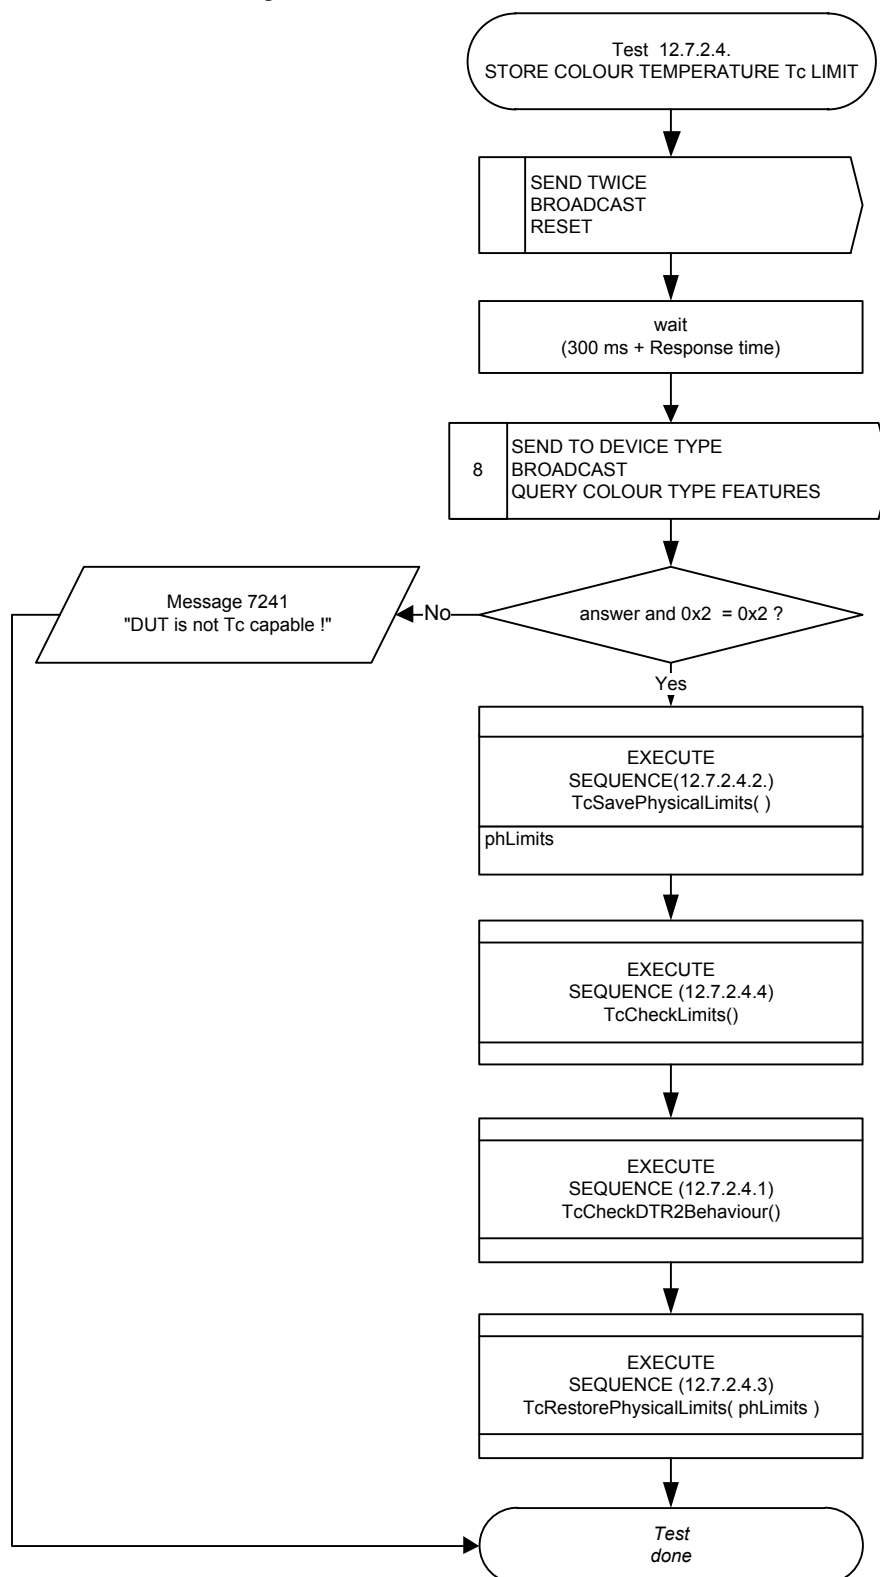 Test 12.7.2.4.
STORE COLOUR TEMPERATURE Tc LIMIT
SEND TWICE
BROADCAST
RESET
wait
(300 ms + Response time)
8
SEND TO DEVICE TYPE
BROADCAST
QUERY COLOUR TYPE FEATURES
answer and 0x2 = 0x2 ?
No
Message 7241
"DUT is not Tc capable !"
Yes
EXECUTE
SEQUENCE(12.7.2.4.2.)
TcSavePhysicalLimits( )
phLimits
EXECUTE
SEQUENCE (12.7.2.4.4)
TcCheckLimits()
EXECUTE
SEQUENCE (12.7.2.4.1)
TcCheckDTR2Behaviour()
EXECUTE
SEQUENCE (12.7.2.4.3)
TcRestorePhysicalLimits( phLimits )
Test
done